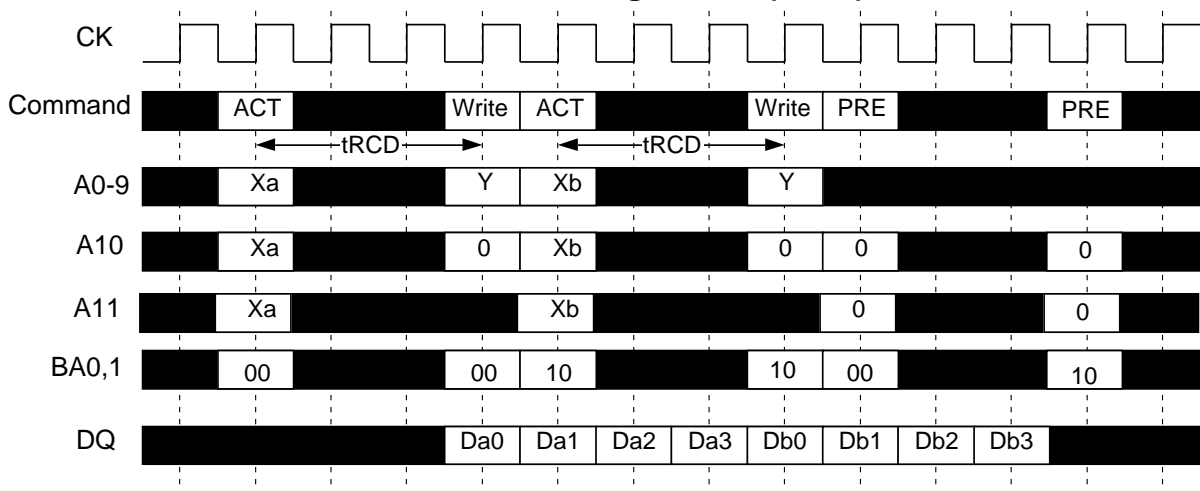 CK
Command ACT Write ACT Write PRE PRE
tRCD tRCD
A0-9 Xa Y Xb Y
A10 Xa 0 Xb 0 0 0
A11 Xa Xb 0 0
BA0,1 00 00 10 10 00 10
DQ Da0 Da1 Da2 Da3 Db0 Db1 Db2 Db3